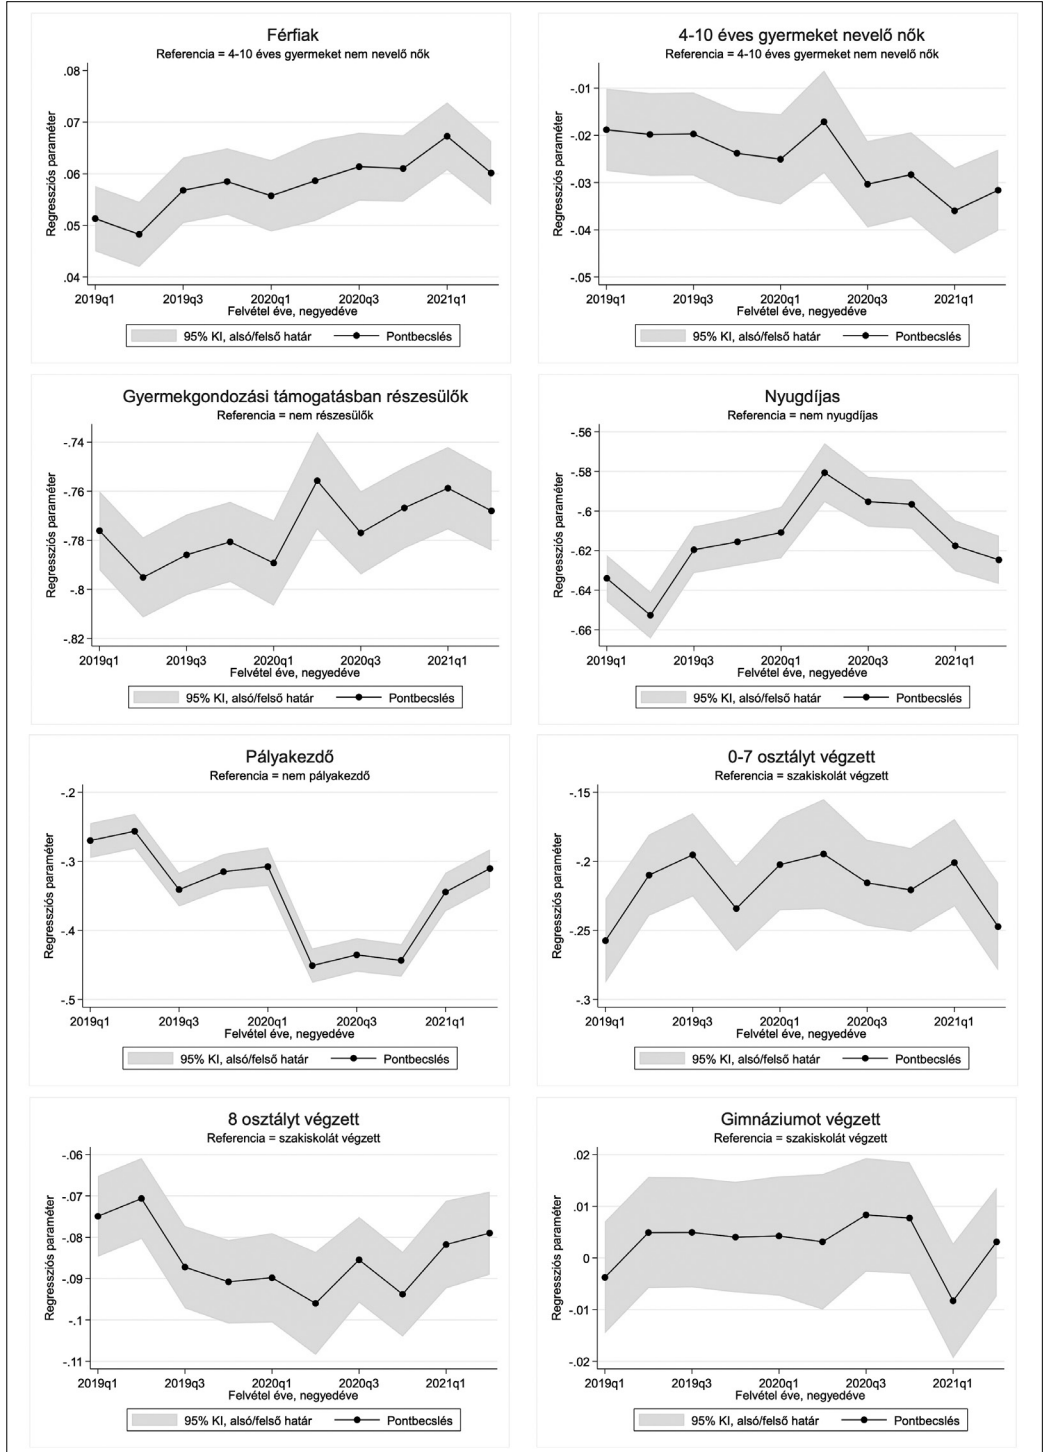 Férfiak
Referencia = 4-10 éves gyermeket nem nevelő nők
Regressziós paraméter
.08
.07
.06
.05
.04
2019q1 2019q3 2020q1 2020q3 2021q1
Felvétel éve, negyedéve
95% KI, alsó/felső határ Pontbecslés
4-10 éves gyermeket nevelő nők
Referencia = 4-10 éves gyermeket nem nevelő nők
Regressziós paraméter
-.01
-.02
-.03
-.04
-.05
2019q1 2019q3 2020q1 2020q3 2021q1
Felvétel éve, negyedéve
95% KI, alsó/felső határ Pontbecslés
Gyermekgondozási támogatásban részesülők
Referencia = nem részesülők
Regressziós paraméter
-.74
-.76
-.78
-.8
-.82
2019q1 2019q3 2020q1 2020q3 2021q1
Felvétel éve, negyedéve
95% KI, alsó/felső határ Pontbecslés
Nyugdíjas
Referencia = nem nyugdíjas
Regressziós paraméter
-.56
-.58
-.6
-.62
-.64
-.66
2019q1 2019q3 2020q1 2020q3 2021q1
Felvétel éve, negyedéve
95% KI, alsó/felső határ Pontbecslés
Pályakezdő
Referencia = nem pályakezdő
Regressziós paraméter
-.2
-.3
-.4
-.5
2019q1 2019q3 2020q1 2020q3 2021q1
Felvétel éve, negyedéve
95% KI, alsó/felső határ Pontbecslés
0-7 osztályt végzett
Referencia = szakiskolát végzett
Regressziós paraméter
-.15
-.2
-.25
-.3
2019q1 2019q3 2020q1 2020q3 2021q1
Felvétel éve, negyedéve
95% KI, alsó/felső határ Pontbecslés
8 osztályt végzett
Referencia = szakiskolát végzett
Regressziós paraméter
-.06
-.07
-.08
-.09
-.1
-.11
2019q1 2019q3 2020q1 2020q3 2021q1
Felvétel éve, negyedéve
95% KI, alsó/felső határ Pontbecslés
Gimnáziumot végzett
Referencia = szakiskolát végzett
Regressziós paraméter
.02
.01
0
-.01
-.02
2019q1 2019q3 2020q1 2020q3 2021q1
Felvétel éve, negyedéve
95% KI, alsó/felső határ Pontbecslés